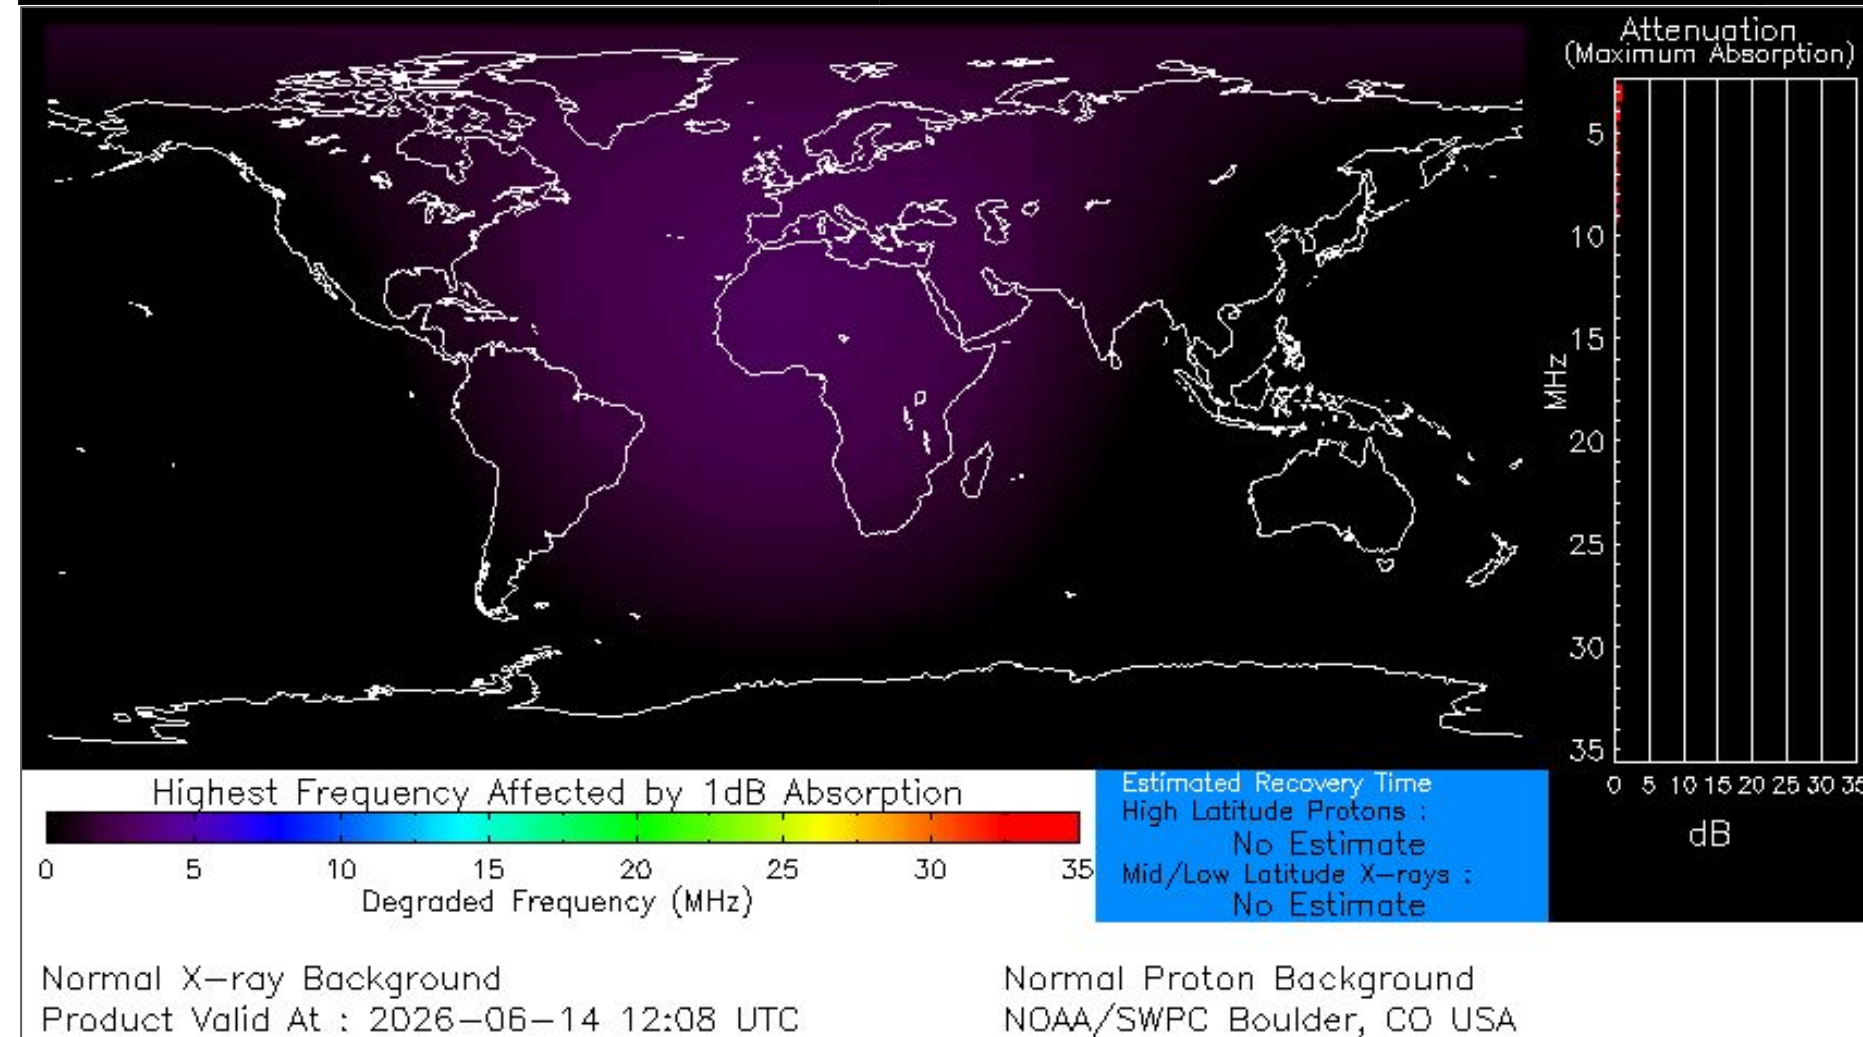 Attenuation
(Maximum Absorption)
5
10
15
20
25
30
35
MHz
0 5 10 15 20 25 30 35
dB
Highest Frequency Affected by 1dB Absorption
0 5 10 15 20 25 30 35
Degraded Frequency (MHz)
Estimated Recovery Time
High Latitude Protons :
No Estimate
Mid/Low Latitude X-rays :
No Estimate
Normal X-ray Background
Product Valid At : 2026-06-14 12:08 UTC
Normal Proton Background
NOAA/SWPC Boulder, CO USA